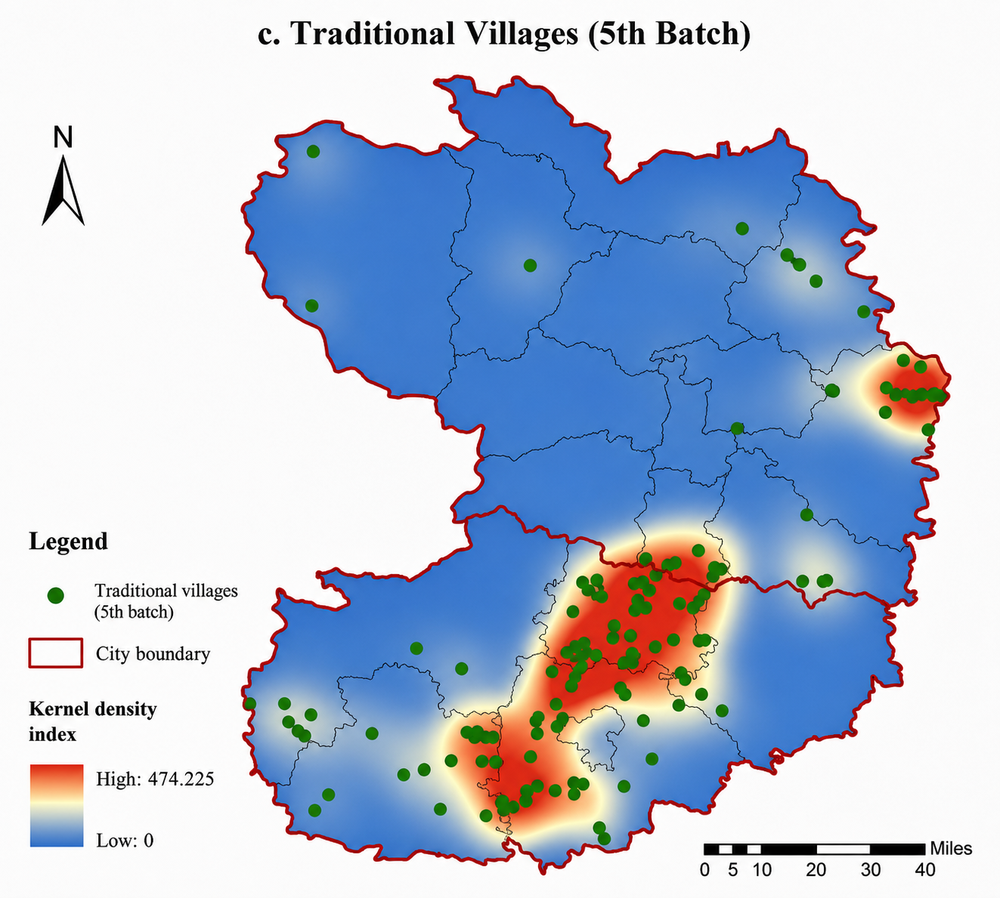 c. Traditional Villages (5th Batch)
N
Legend
Traditional villages
(5th batch)
City boundary
Kernel density
index
High: 474.225
Low: 0
Miles
0 5 10 20 30 40